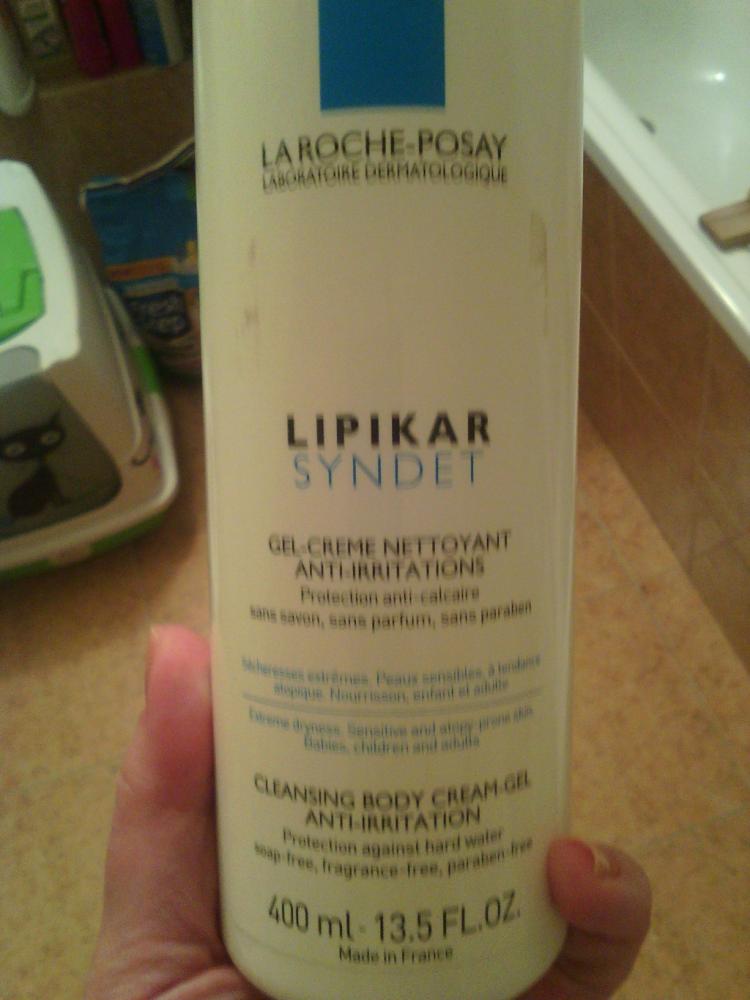 LA ROCHE-POSAY
LABORATOIRE DERMATOLOGIQUE
LIPIKAR
SYNDET
GEL-CREME NETTOYANT
ANTI-IRRITATIONS
Protection anti-calcaire
sans savon, sans parfum, sans paraben
Sécheresses extrêmes. Peaux sensibles, à tendance
atopique. Nourrisson, enfant et adulte
Extreme dryness. Sensitive and atopy-prone skin.
Babies, children and adults
CLEANSING BODY CREAM-GEL
ANTI-IRRITATION
Protection against hard water
soap-free, fragrance-free, paraben-free
400 ml - 13.5 FL.OZ.
Made in France